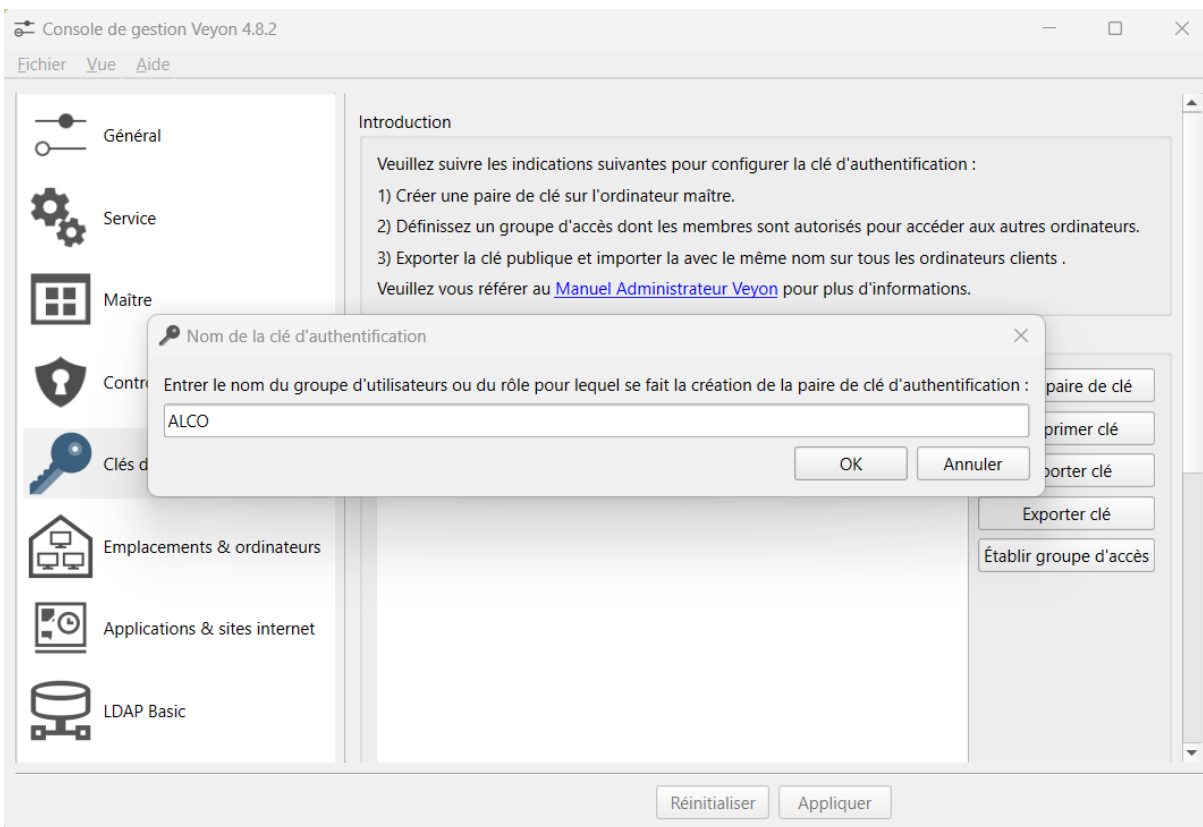 Console de gestion Veyon 4.8.2
Fichier Vue Aide
Général
Service
Maître
Contr
Clés d
Emplacements & ordinateurs
Applications & sites internet
LDAP Basic
Introduction
Veuillez suivre les indications suivantes pour configurer la clé d'authentification :
1) Créer une paire de clé sur l'ordinateur maître.
2) Définissez un groupe d'accès dont les membres sont autorisés pour accéder aux autres ordinateurs.
3) Exporter la clé publique et importer la avec le même nom sur tous les ordinateurs clients .
Veuillez vous référer au Manuel Administrateur Veyon pour plus d'informations.
Nom de la clé d'authentification
Entrer le nom du groupe d'utilisateurs ou du rôle pour lequel se fait la création de la paire de clé d'authentification :
ALCO
OK Annuler
paire de clé
primer clé
porter clé
Exporter clé
Établir groupe d'accès
Réinitialiser Appliquer